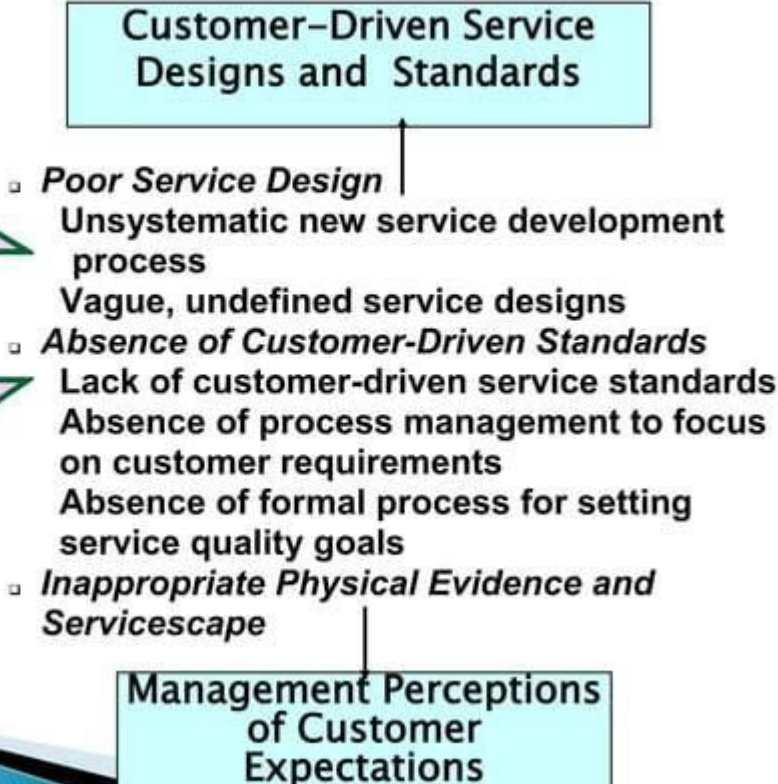 Customer–Driven Service
Designs and Standards
Poor Service Design
Unsystematic new service development
process
Vague, undefined service designs
Absence of Customer-Driven Standards
Lack of customer-driven service standards
Absence of process management to focus
on customer requirements
Absence of formal process for setting
service quality goals
Inappropriate Physical Evidence and
Servicescape
Management Perceptions
of Customer
Expectations